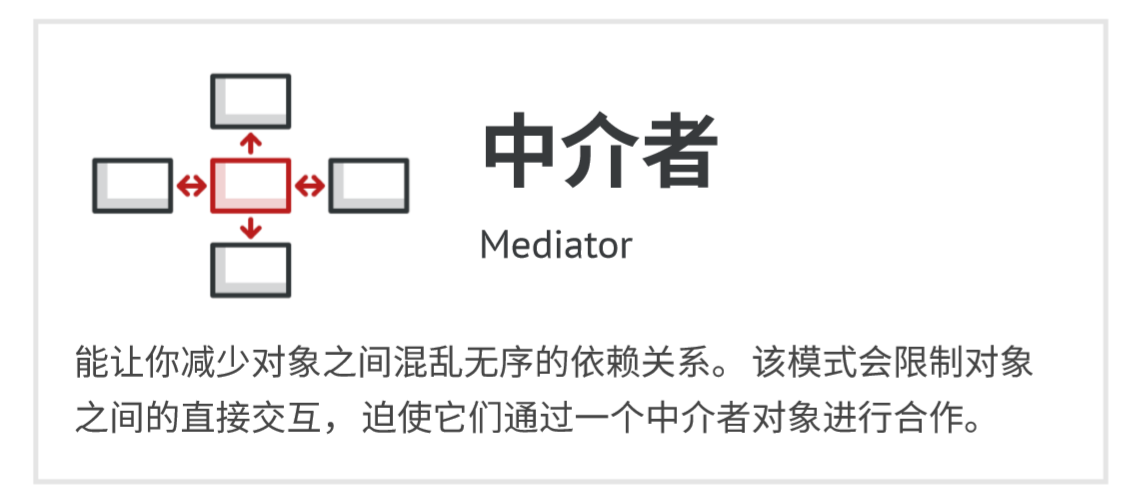 中介者
Mediator
能让你减少对象之间混乱无序的依赖关系。 该模式会限制对象
之间的直接交互， 迫使它们通过一个中介者对象进行合作。